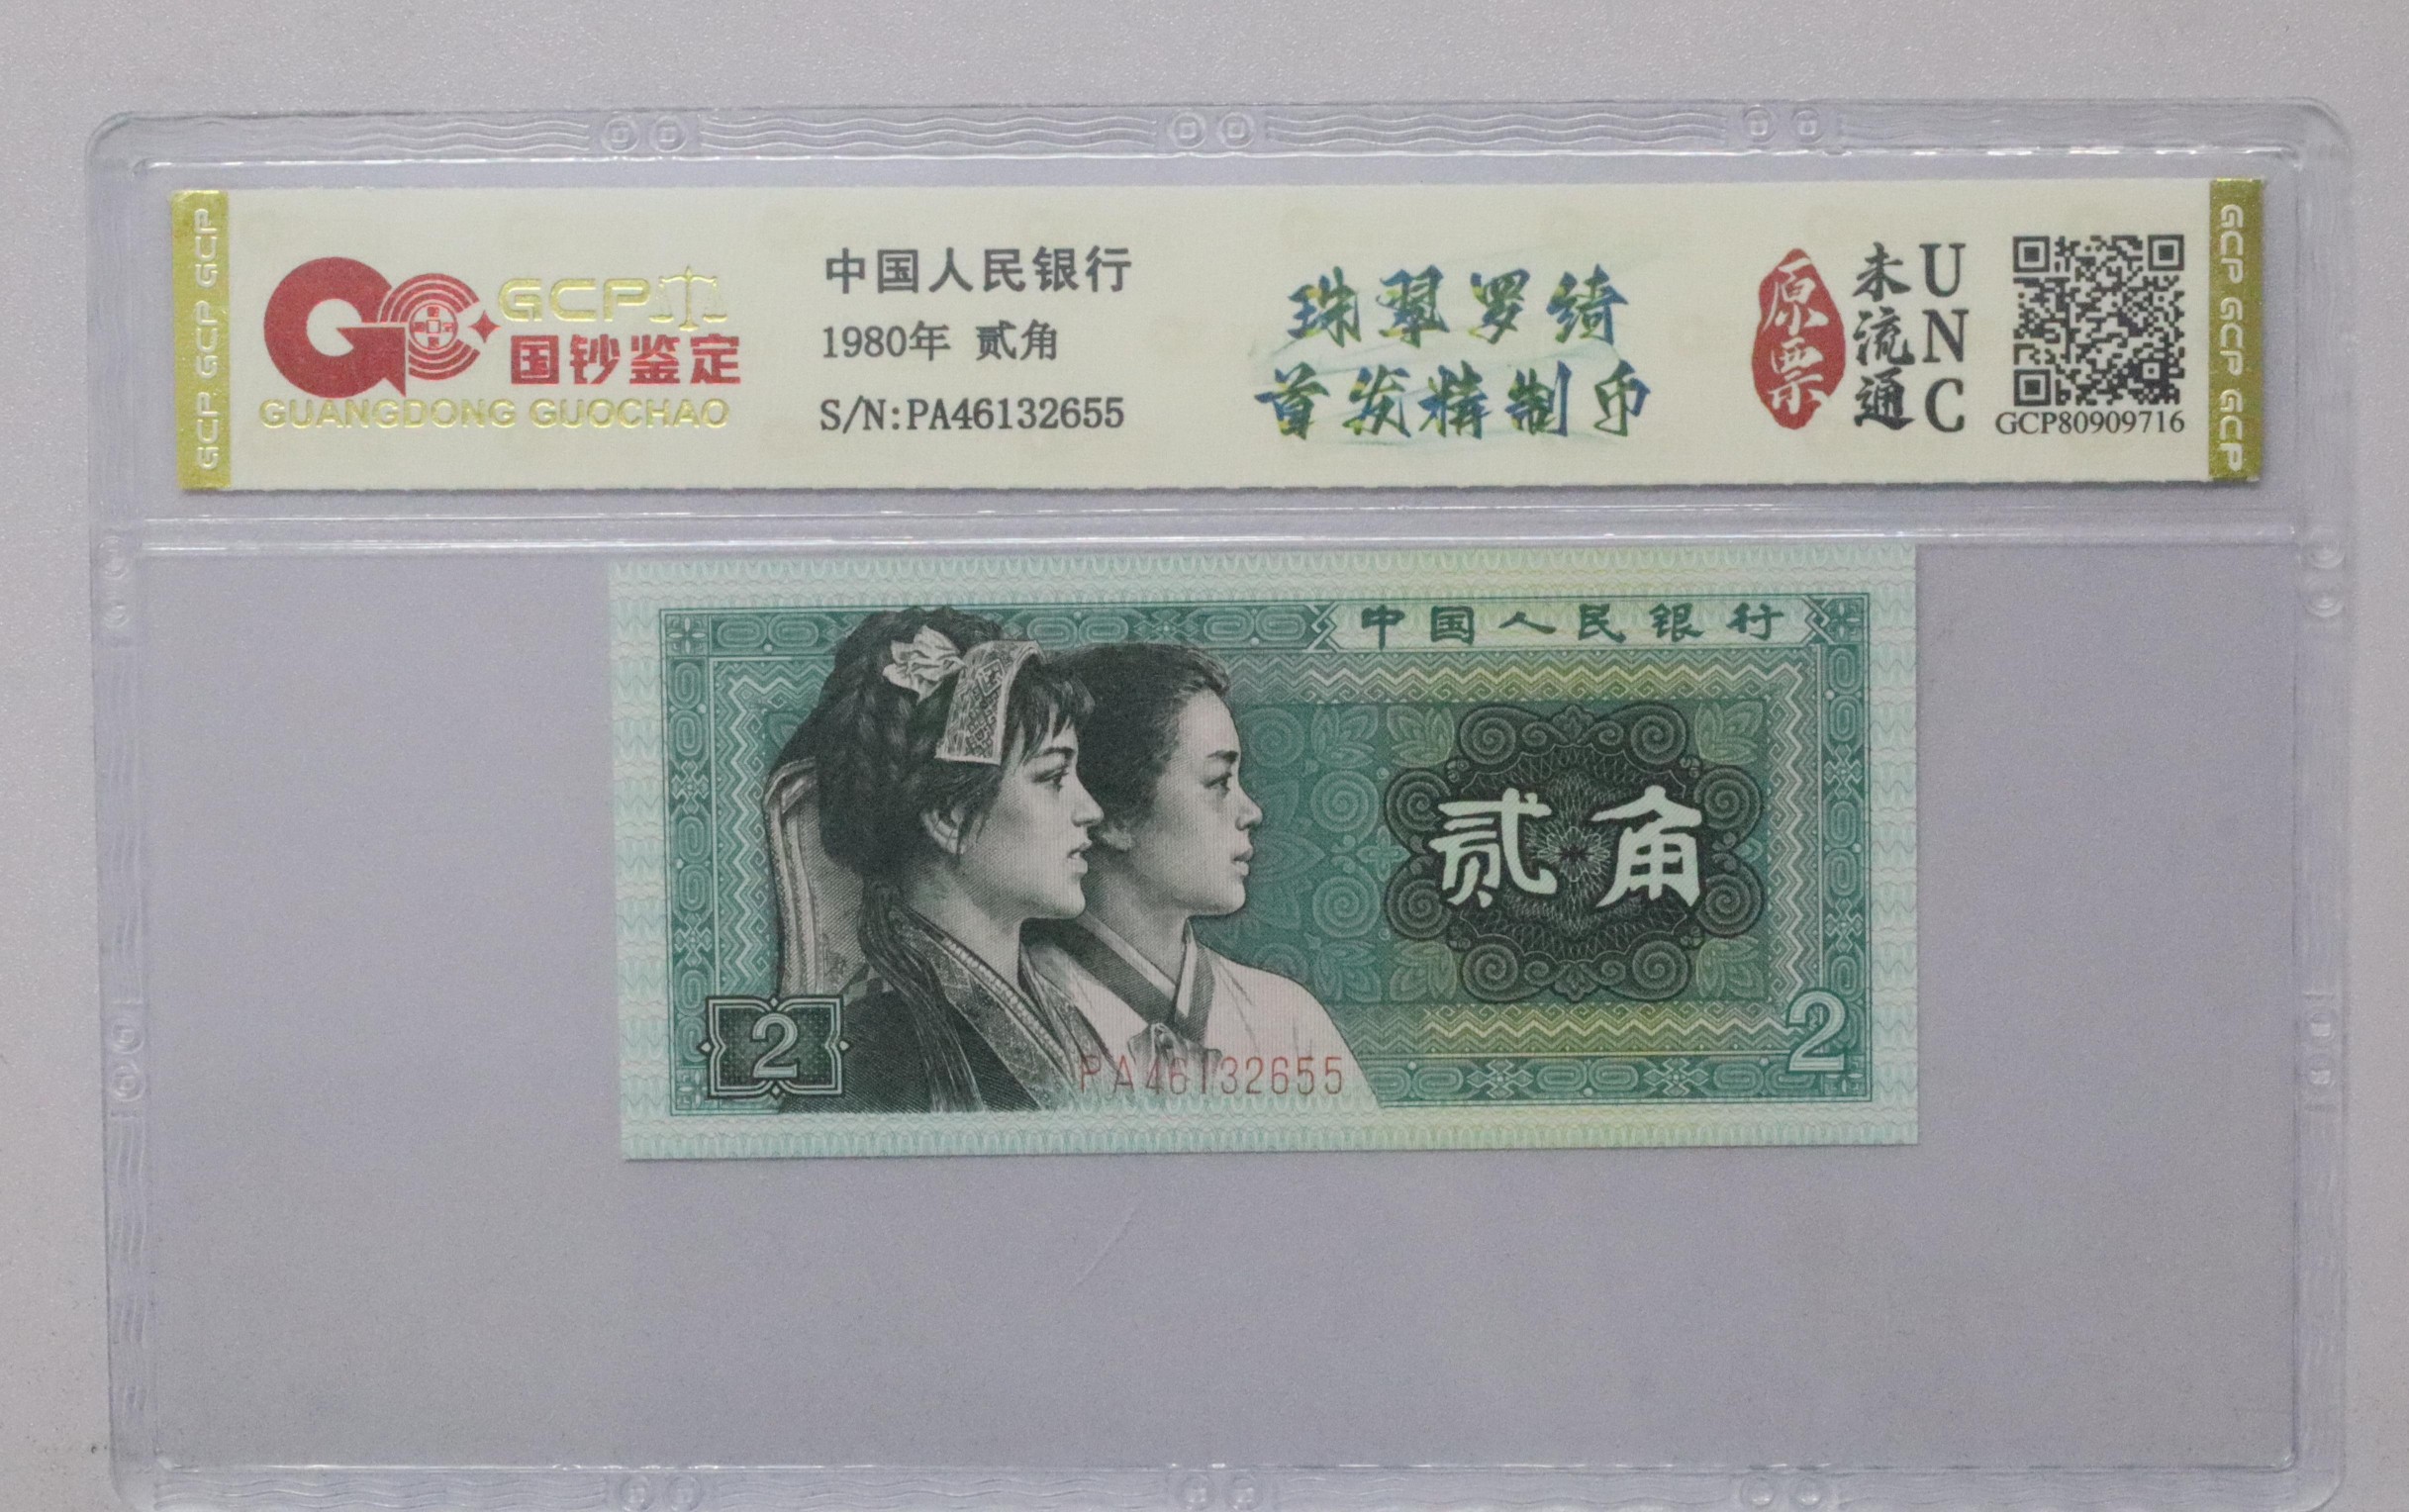 GCP GCP GCP
GCP
国钞鉴定
GUANGDONG GUOCHAO
中国人民银行
1980年 贰角
S/N:PA46132655
珠翠罗绮
首发精制币
原票
未流通
UNC
GCP80909716
GCP GCP GCP
中国人民银行
贰角
2
2
PA46132655